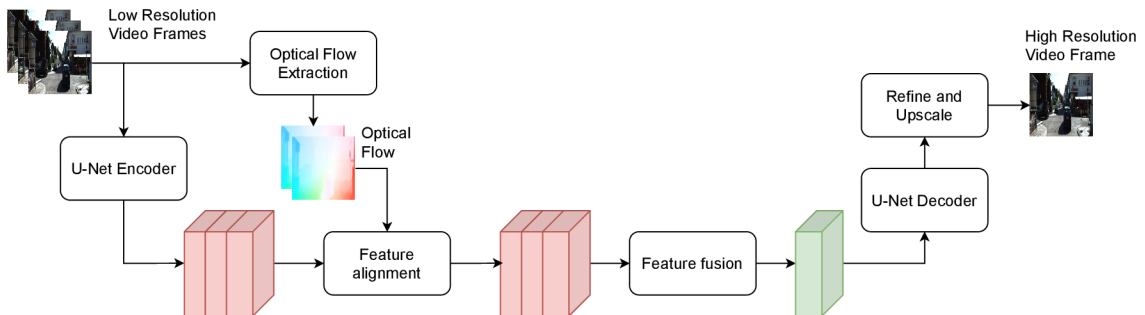 Low Resolution
Video Frames
Optical Flow
Extraction
Optical
Flow
U-Net Encoder
Feature
alignment
Feature fusion
U-Net Decoder
Refine and
Upscale
High Resolution
Video Frame